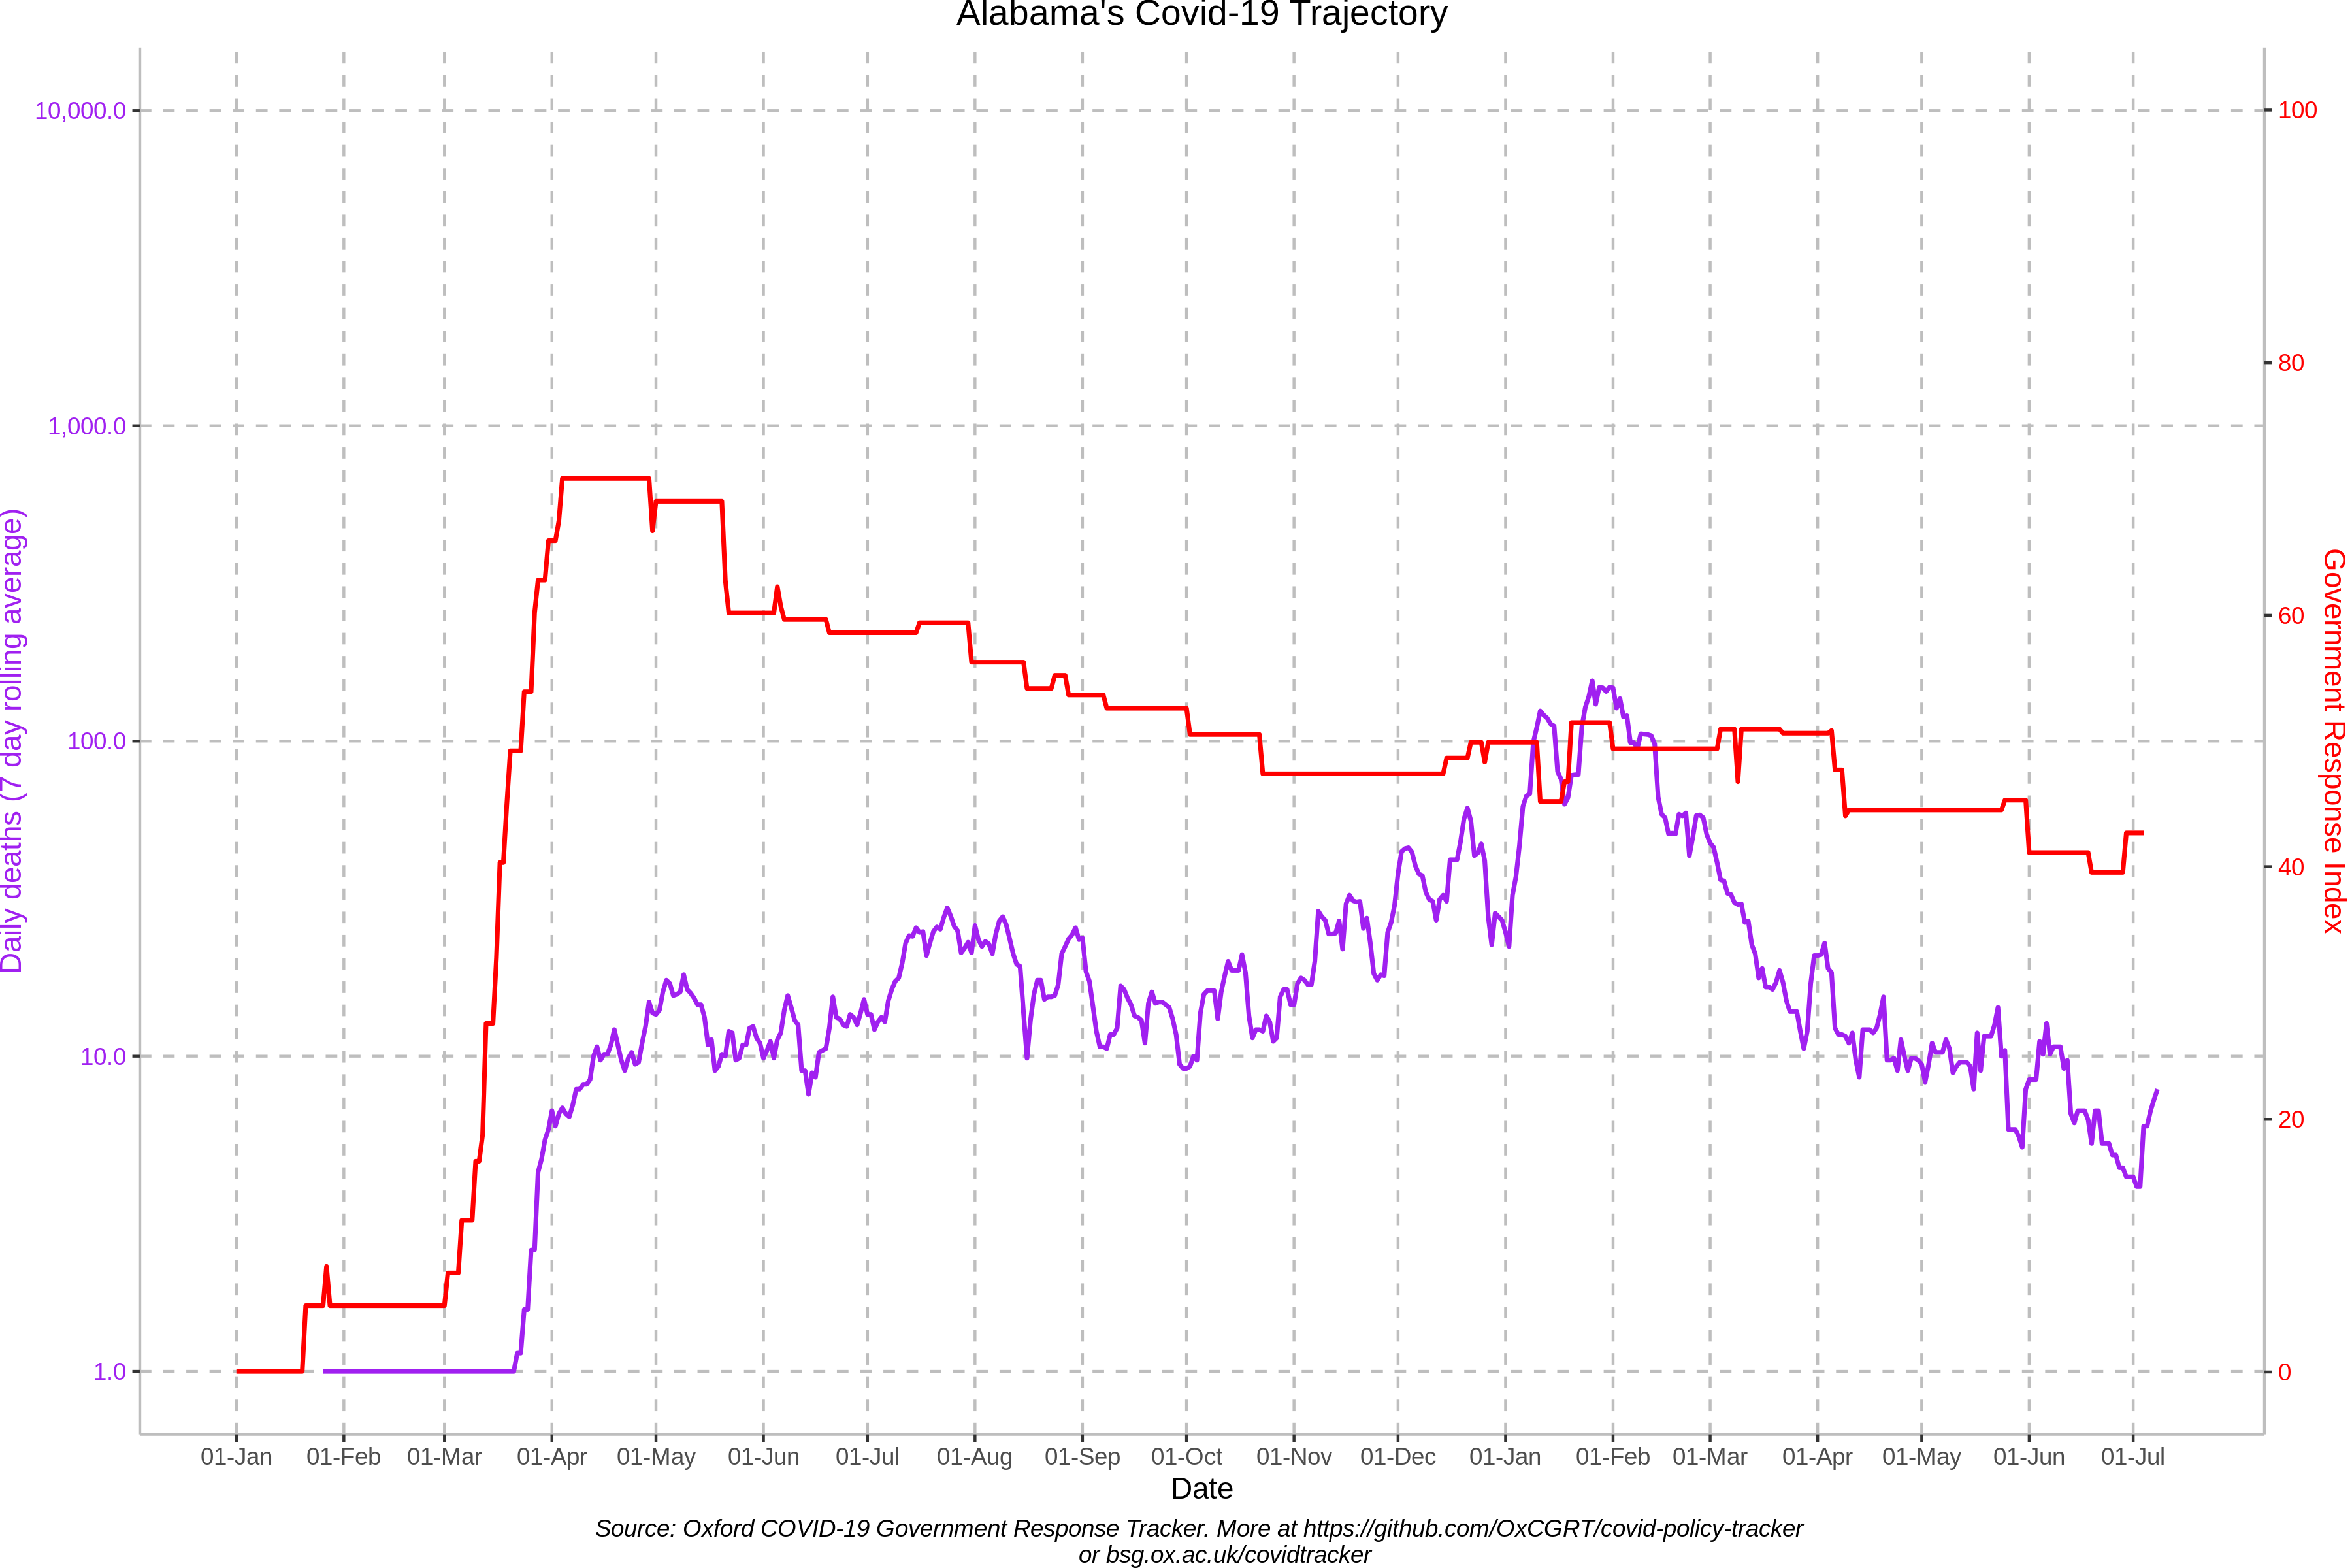 Alabama's Covid-19 Trajectory
10,000.0
1,000.0
100.0
10.0
1.0
Daily deaths (7 day rolling average)
100
80
60
40
20
0
Government Response Index
01-Jan 01-Feb 01-Mar 01-Apr 01-May 01-Jun 01-Jul 01-Aug 01-Sep 01-Oct 01-Nov 01-Dec 01-Jan 01-Feb 01-Mar 01-Apr 01-May 01-Jun 01-Jul
Date
Source: Oxford COVID-19 Government Response Tracker. More at https://github.com/OxCGRT/covid-policy-tracker
or bsg.ox.ac.uk/covidtracker